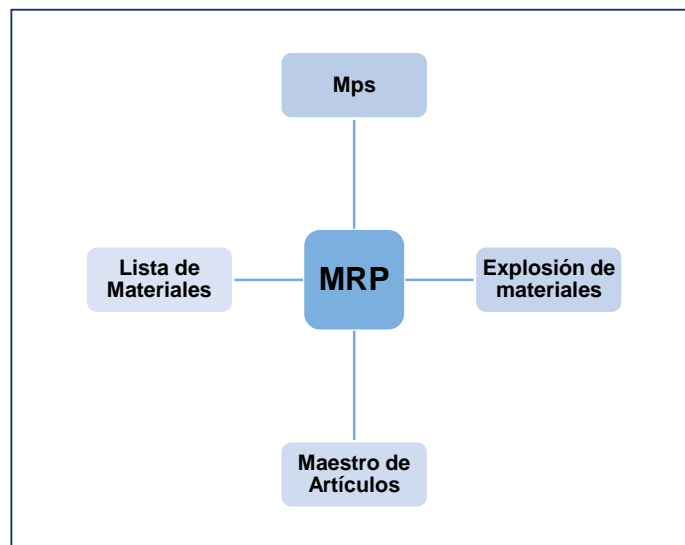 Mps
Lista de
Materiales
MRP
Explosión de
materiales
Maestro de
Artículos